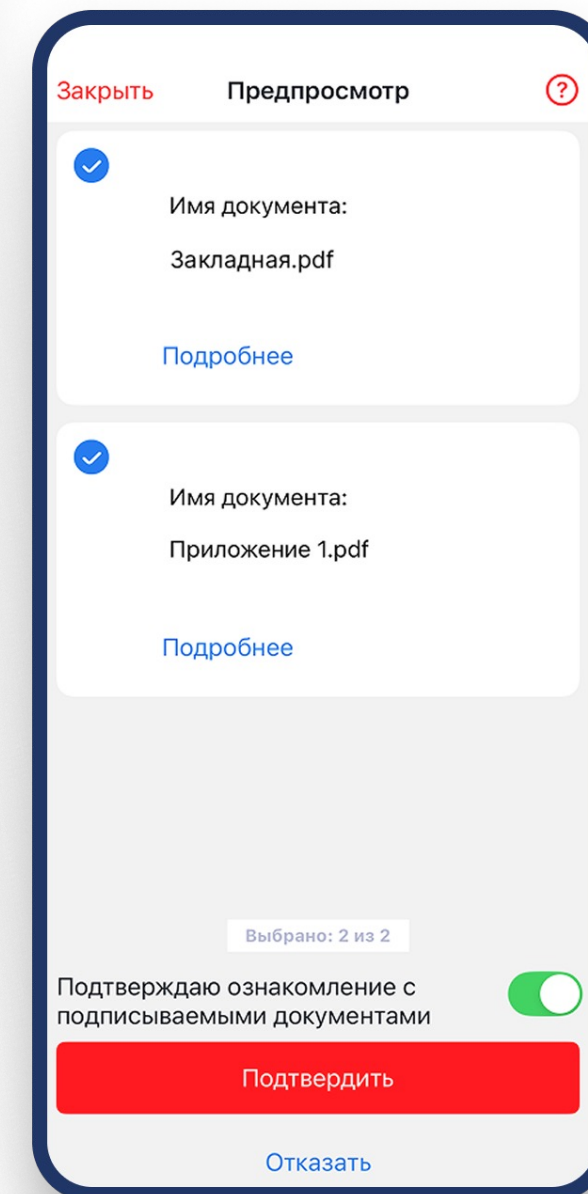 Закрыть Предпросмотр ?
Имя документа:
Закладная.pdf
Подробнее
Имя документа:
Приложение 1.pdf
Подробнее
Выбрано: 2 из 2
Подтверждаю ознакомление с
подписываемыми документами
Подтвердить
Отказать